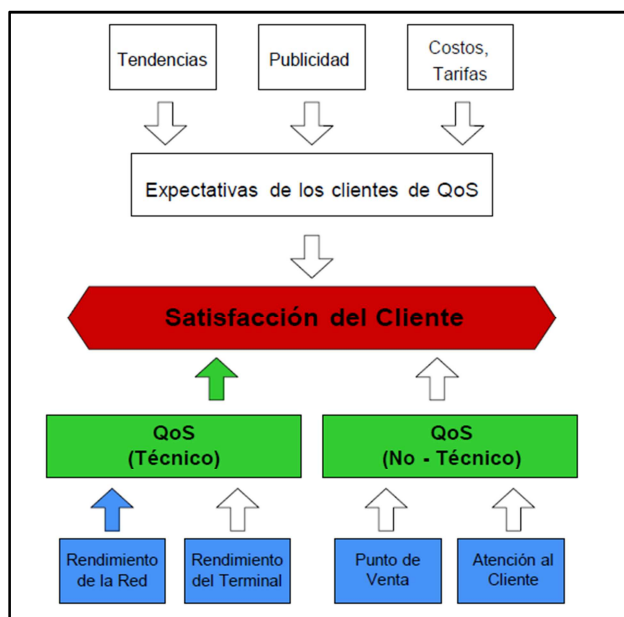 Tendencias
Publicidad
Costos,
Tarifas
Expectativas de los clientes de QoS
Satisfacción del Cliente
QoS
(Técnico)
QoS
(No - Técnico)
Rendimiento
de la Red
Rendimiento
del Terminal
Punto de
Venta
Atención al
Cliente